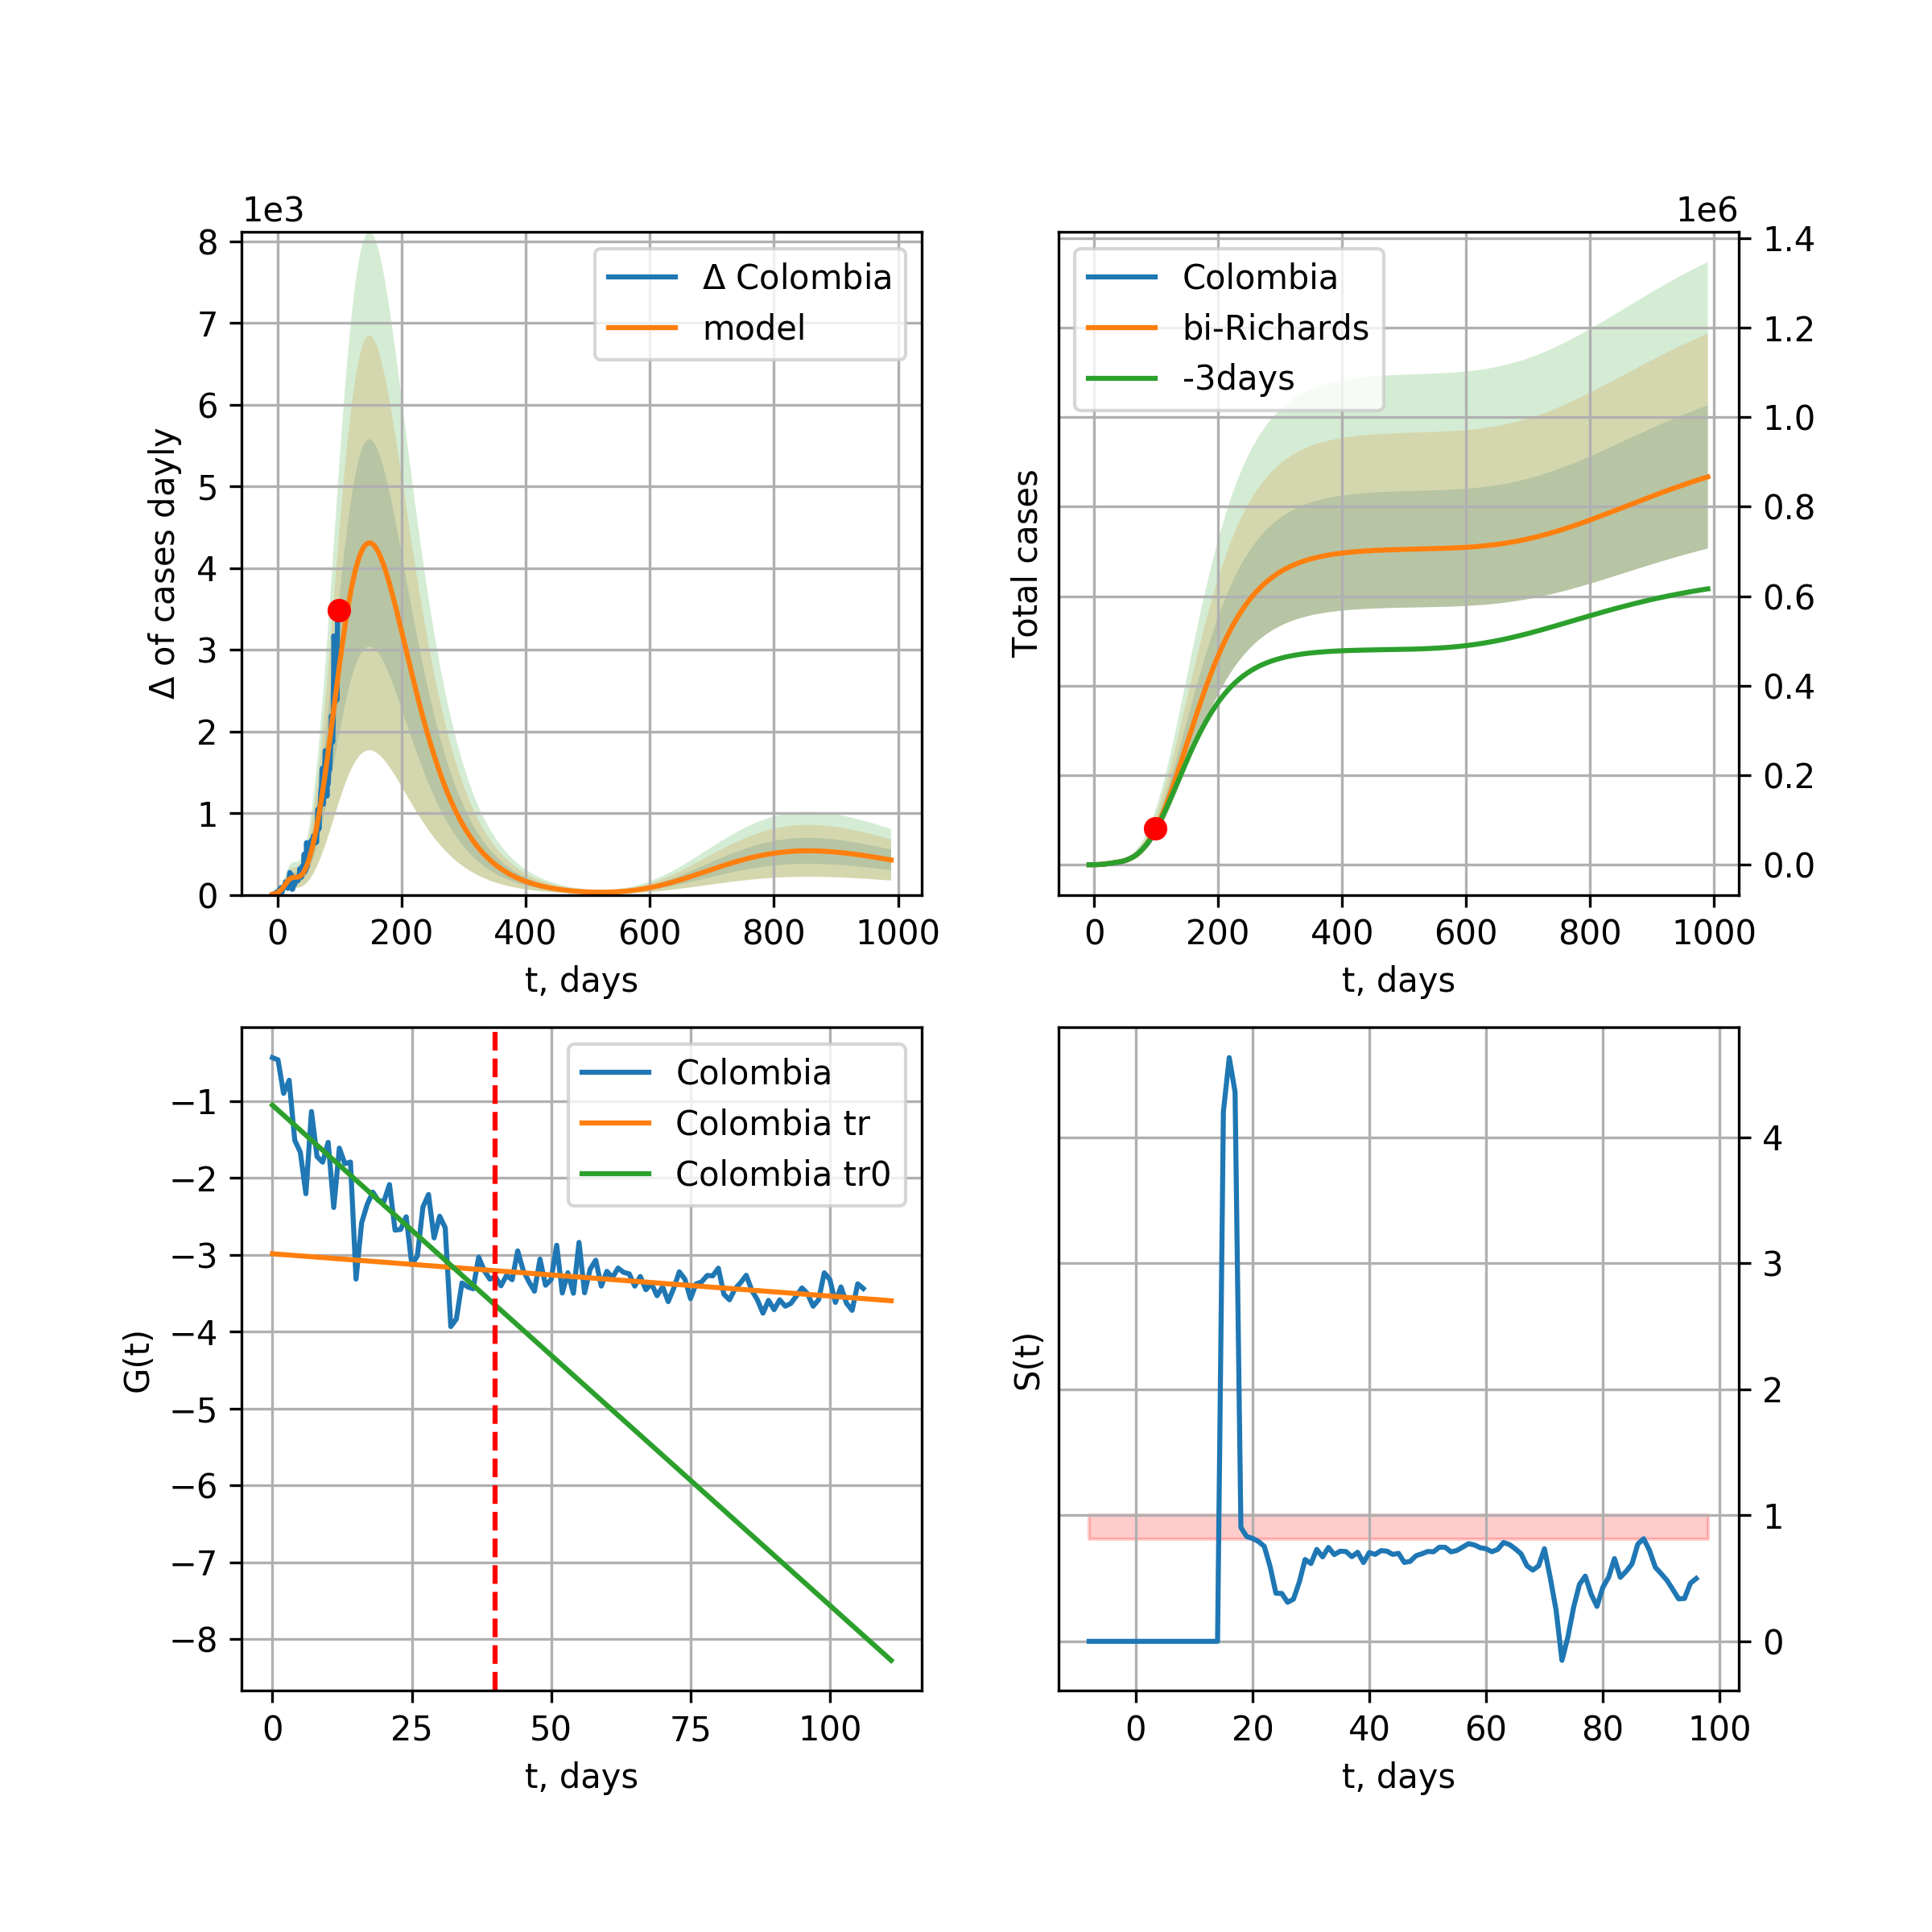 1e3
8
7
6
5
4
3
2
1
0
Δ of cases dayly
Δ Colombia
model
0 200 400 600 800 1000
t, days
1e6
1.4
1.2
1.0
0.8
0.6
0.4
0.2
0.0
Total cases
Colombia
bi-Richards
-3days
0 200 400 600 800 1000
t, days
−1
−2
−3
−4
−5
−6
−7
−8
G(t)
Colombia
Colombia tr
Colombia tr0
0 25 50 75 100
t, days
S(t)
4
3
2
1
0
0 20 40 60 80 100
t, days